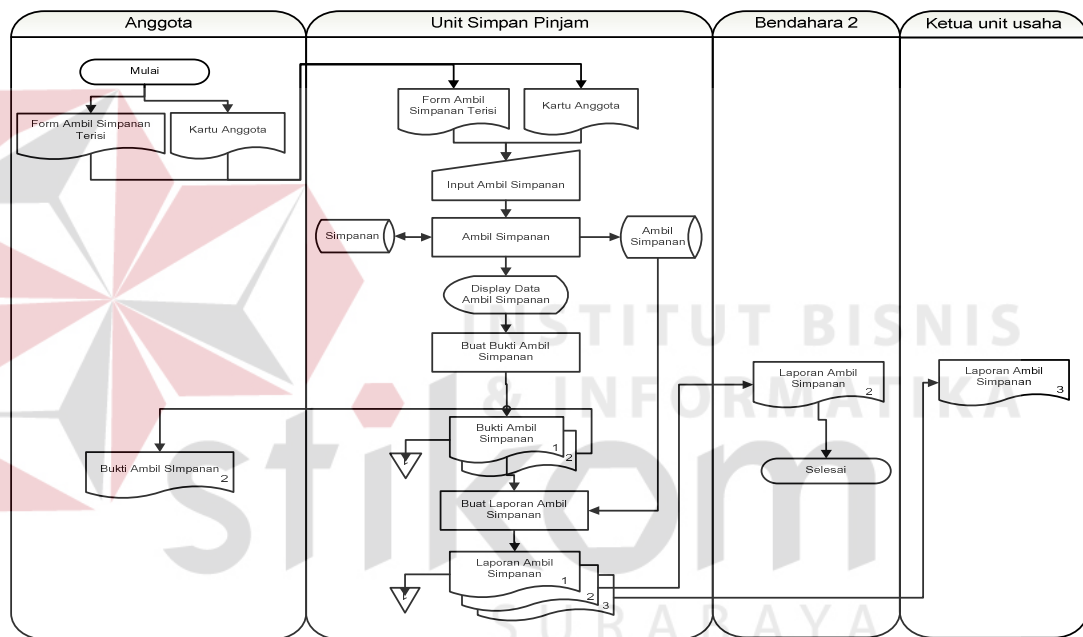 Anggota
Unit Simpan Pinjam
Bendahara 2
Ketua unit usaha
Mulai
Form Ambil Simpanan
Terisi
Kartu Anggota
Form Ambil
Simpanan Terisi
Kartu Anggota
Input Ambil Simpanan
Simpanan
Ambil Simpanan
Ambil
Simpanan
Display Data
Ambil Simpanan
Buat Bukti Ambil
Simpanan
Bukti Ambil
Simpanan
1
2
Bukti Ambil SImpanan
2
Buat Laporan Ambil
Simpanan
Laporan Ambil
Simpanan
1
2
3
Laporan Ambil
Simpanan
2
Selesai
Laporan Ambil
Simpanan
3
INSTITUT BISNIS
& INFORMATIKA
stikom
SURABAYA